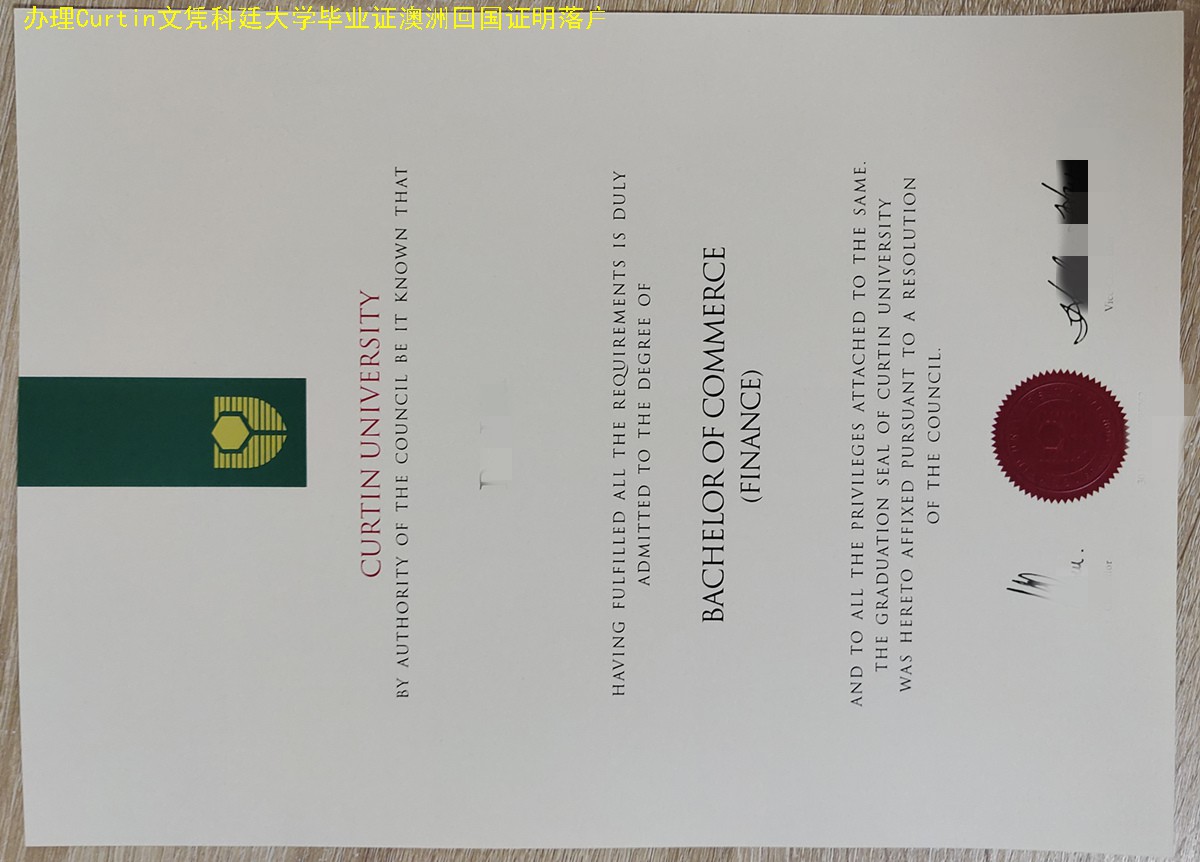 办理Curtin文凭科廷大学毕业证澳洲回国证明落户
CURTIN UNIVERSITY
BY AUTHORITY OF THE COUNCIL BE IT KNOWN THAT
HAVING FULFILLED ALL THE REQUIREMENTS IS DULY
ADMITTED TO THE DEGREE OF
BACHELOR OF COMMERCE
(FINANCE)
AND TO ALL THE PRIVILEGES ATTACHED TO THE SAME.
THE GRADUATION SEAL OF CURTIN UNIVERSITY
WAS HERETO AFFIXED PURSUANT TO A RESOLUTION
OF THE COUNCIL.